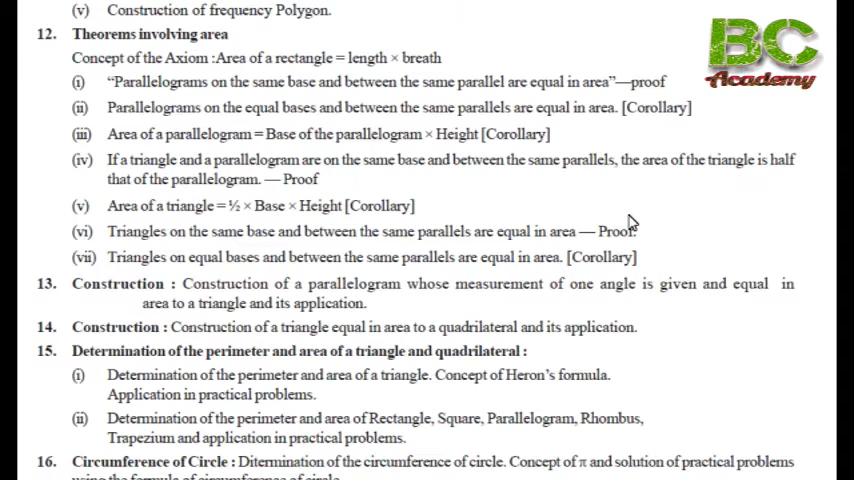 (v) Construction of frequency Polygon.
12. Theorems involving area
Concept of the Axiom :Area of a rectangle = length × breath
(i) “Parallelograms on the same base and between the same parallel are equal in area”—proof
(ii) Parallelograms on the equal bases and between the same parallels are equal in area. [Corollary]
(iii) Area of a parallelogram = Base of the parallelogram × Height [Corollary]
(iv) If a triangle and a parallelogram are on the same base and between the same parallels, the area of the triangle is half
that of the parallelogram. — Proof
(v) Area of a triangle = ½ × Base × Height [Corollary]
(vi) Triangles on the same base and between the same parallels are equal in area — Proof.
(vii) Triangles on equal bases and between the same parallels are equal in area. [Corollary]
13. Construction : Construction of a parallelogram whose measurement of one angle is given and equal in
area to a triangle and its application.
14. Construction : Construction of a triangle equal in area to a quadrilateral and its application.
15. Determination of the perimeter and area of a triangle and quadrilateral :
(i) Determination of the perimeter and area of a triangle. Concept of Heron’s formula.
Application in practical problems.
(ii) Determination of the perimeter and area of Rectangle, Square, Parallelogram, Rhombus,
Trapezium and application in practical problems.
16. Circumference of Circle : Ditermination of the circumference of circle. Concept of π and solution of practical problems
using the formula of circumference of circle.
BC
Academy